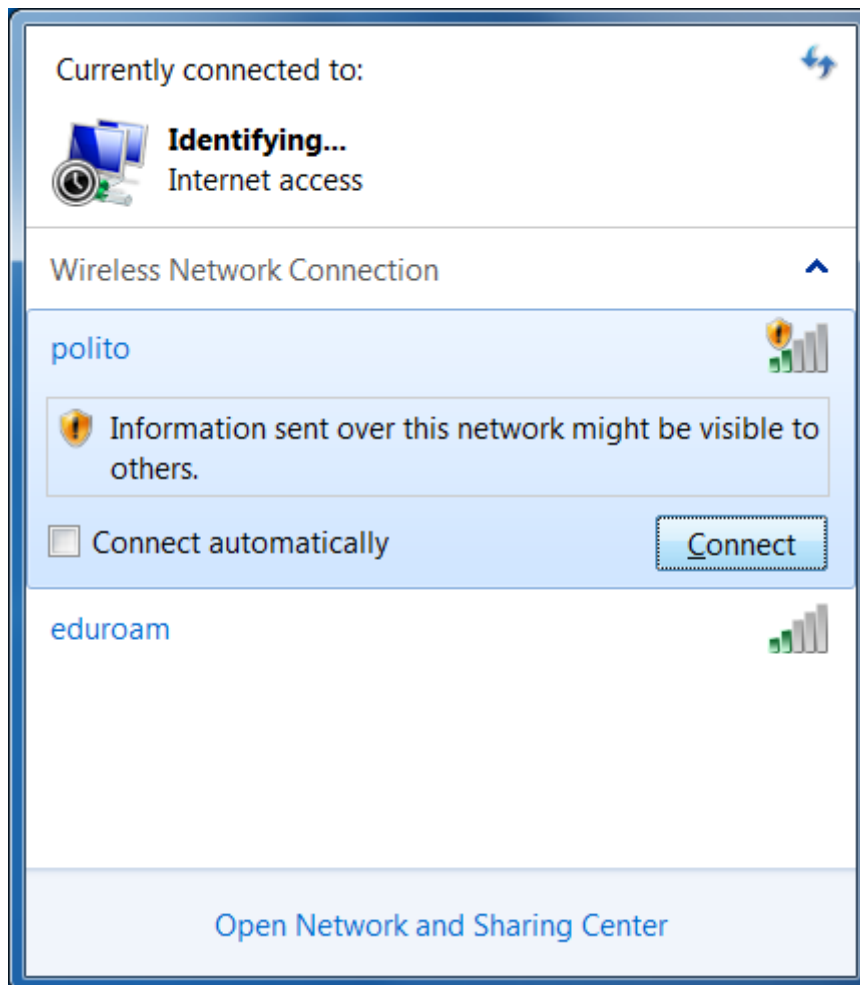 Currently connected to:
Identifying...
Internet access
Wireless Network Connection
polito
Information sent over this network might be visible to
others.
Connect automatically
Connect
eduroam
Open Network and Sharing Center